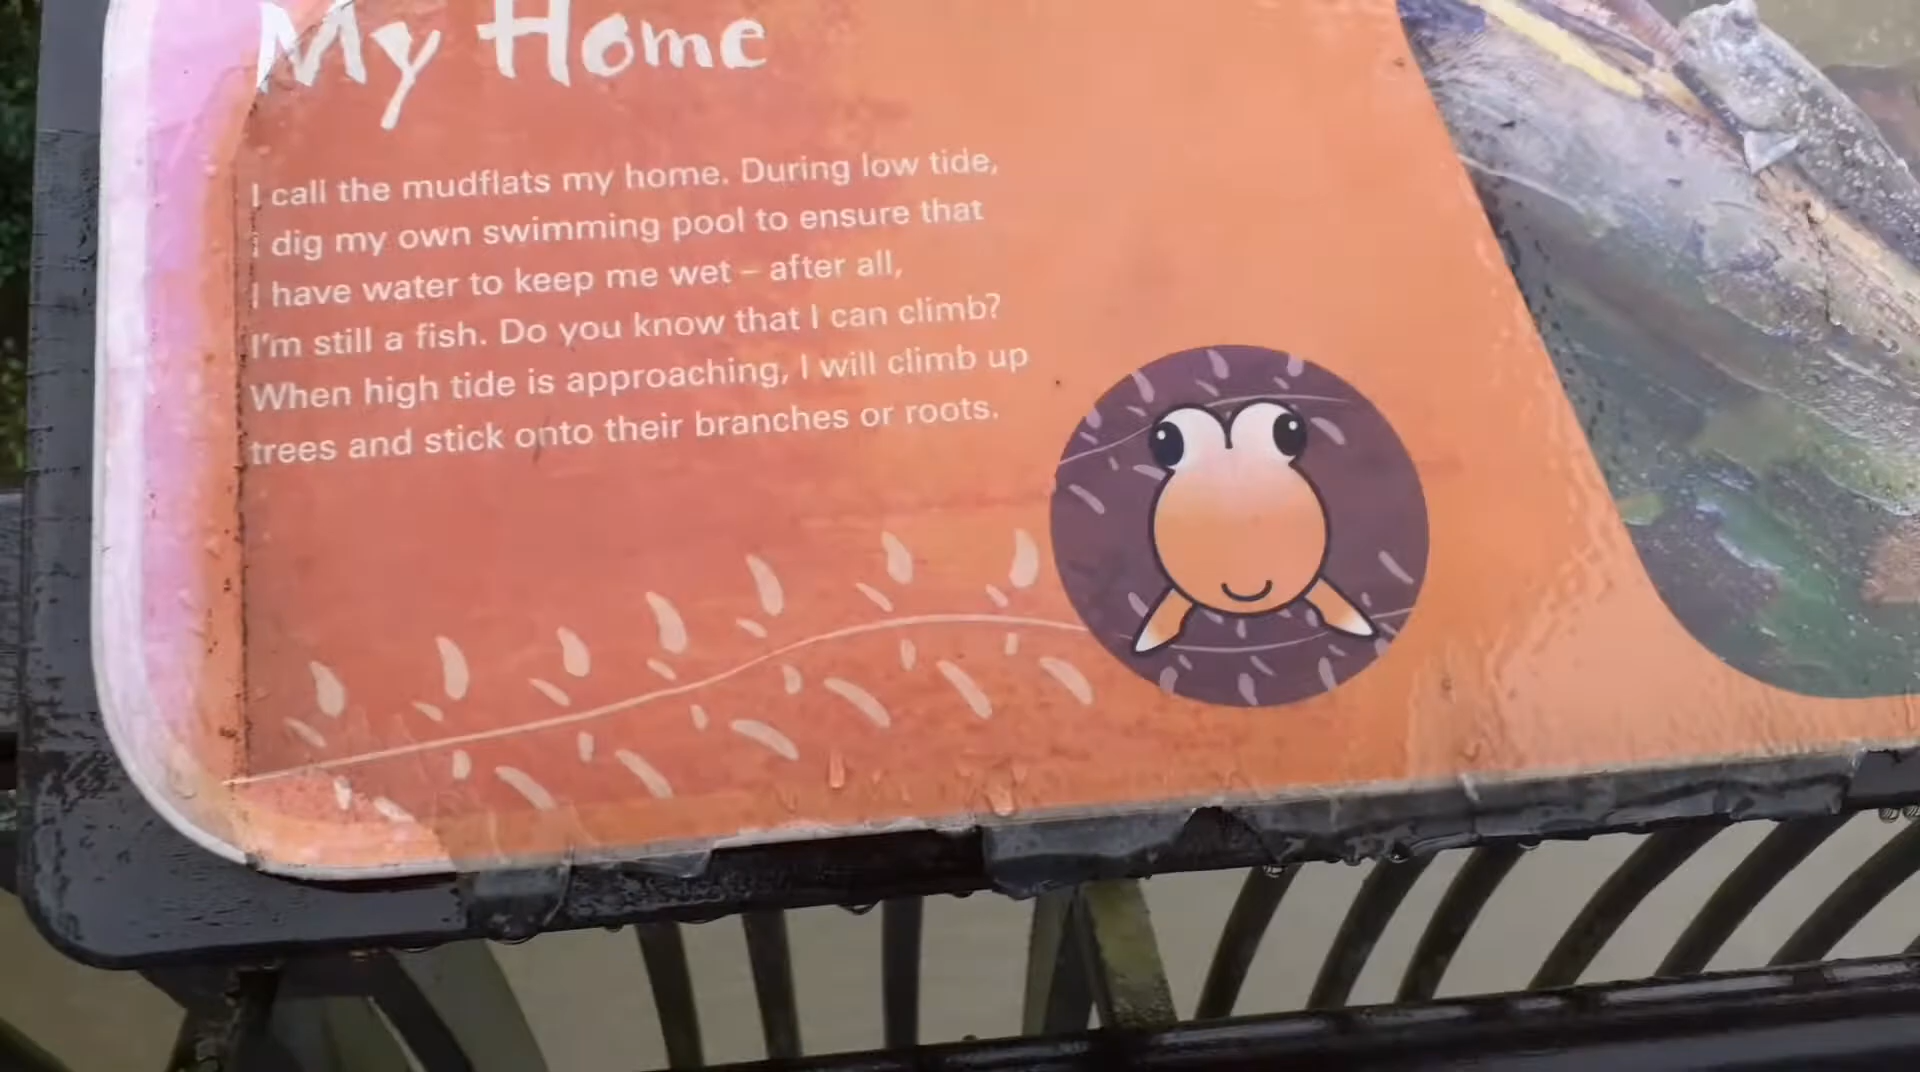 My Home
I call the mudflats my home. During low tide,
I dig my own swimming pool to ensure that
I have water to keep me wet – after all,
I'm still a fish. Do you know that I can climb?
When high tide is approaching, I will climb up
trees and stick onto their branches or roots.